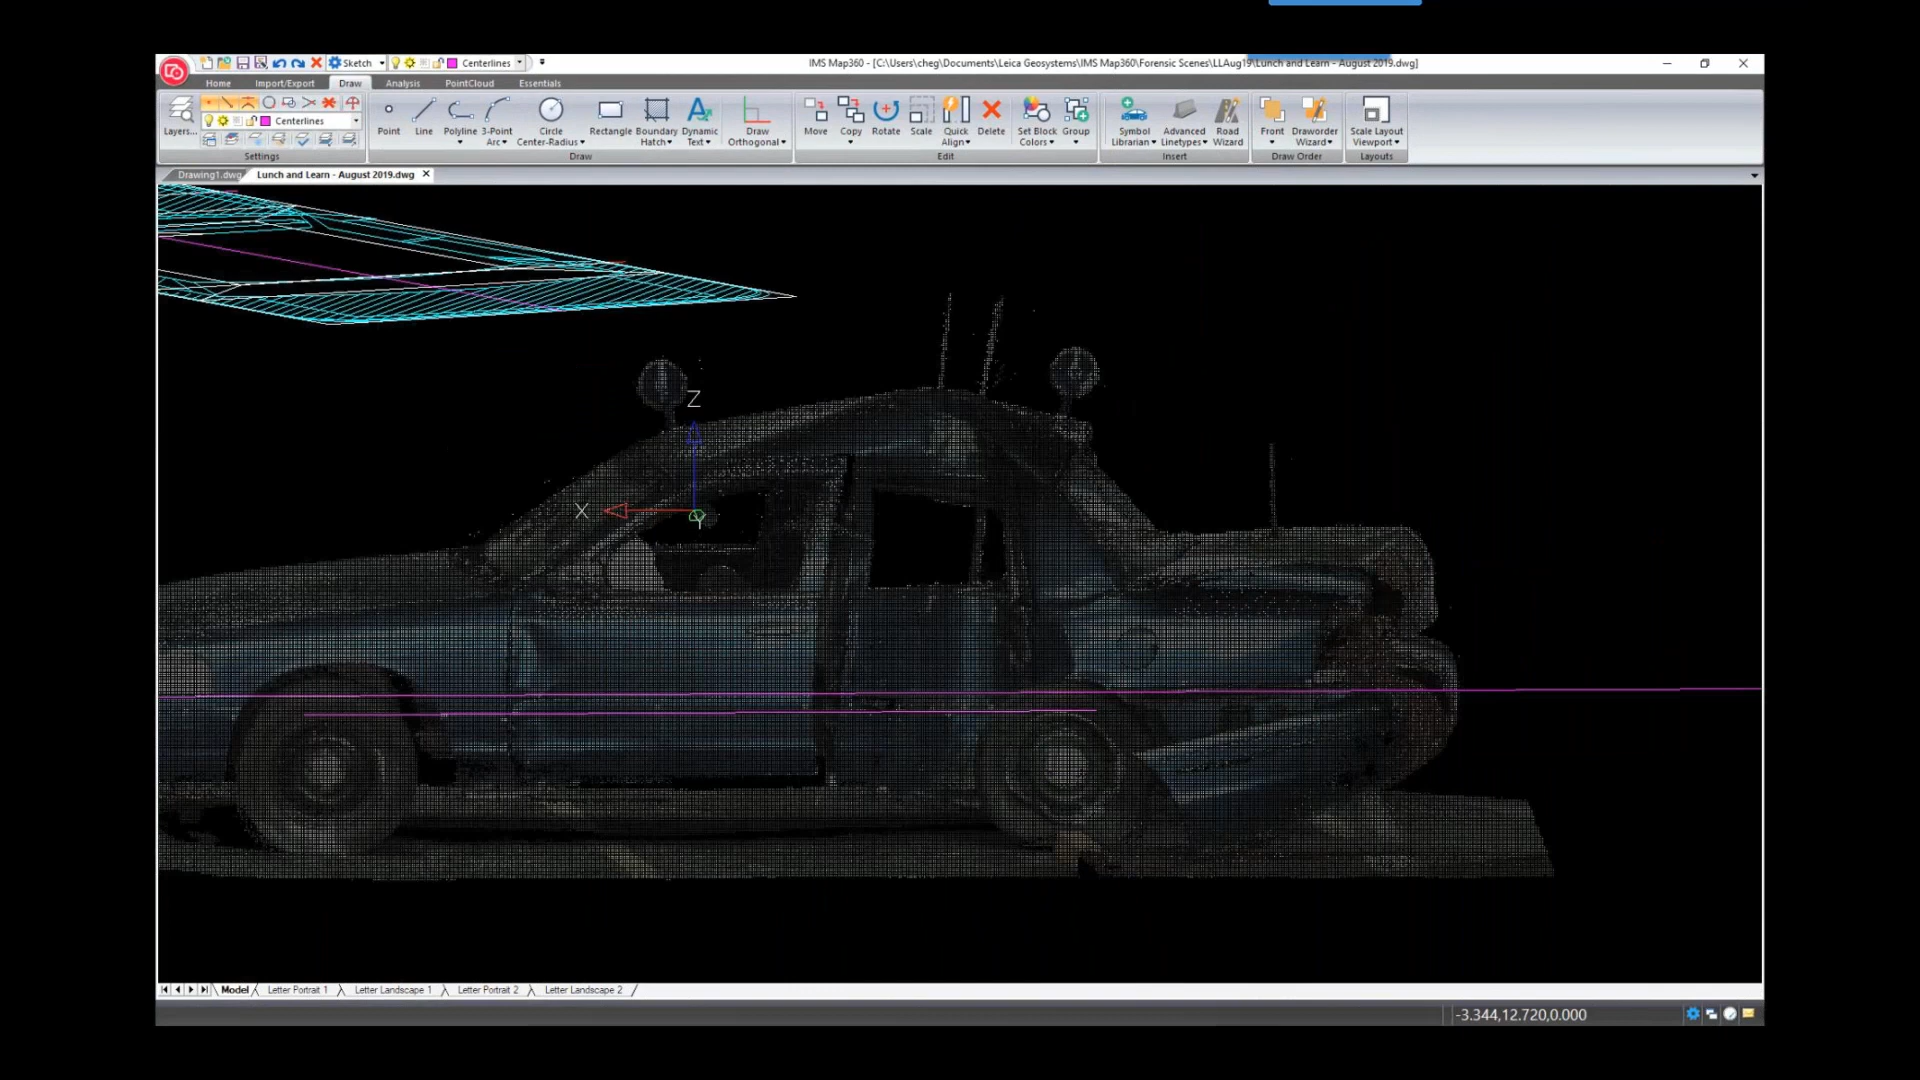 Sketch Centerlines IMS Map360 - [C:\Users\cheg\Documents\Leica Geosystems\IMS Map360\Forensic Scenes\LLAug19\Lunch and Learn - August 2019.dwg]
Home Import/Export Draw Analysis PointCloud Essentials
Centerlines
Layers... Point Line Polyline 3-Point Arc Circle Center-Radius Rectangle Boundary Hatch Dynamic Text Draw Orthogonal Move Copy Rotate Scale Quick Align Delete Set Block Colors Group Symbol Librarian Advanced Linetypes Road Wizard Front Draworder Wizard Scale Layout Viewport
Settings Draw Edit Insert Draw Order Layouts
Drawing1.dwg Lunch and Learn - August 2019.dwg
Z
X
Y
Model Letter Portrait 1 Letter Landscape 1 Letter Portrait 2 Letter Landscape 2
-3.344,12.720,0.000